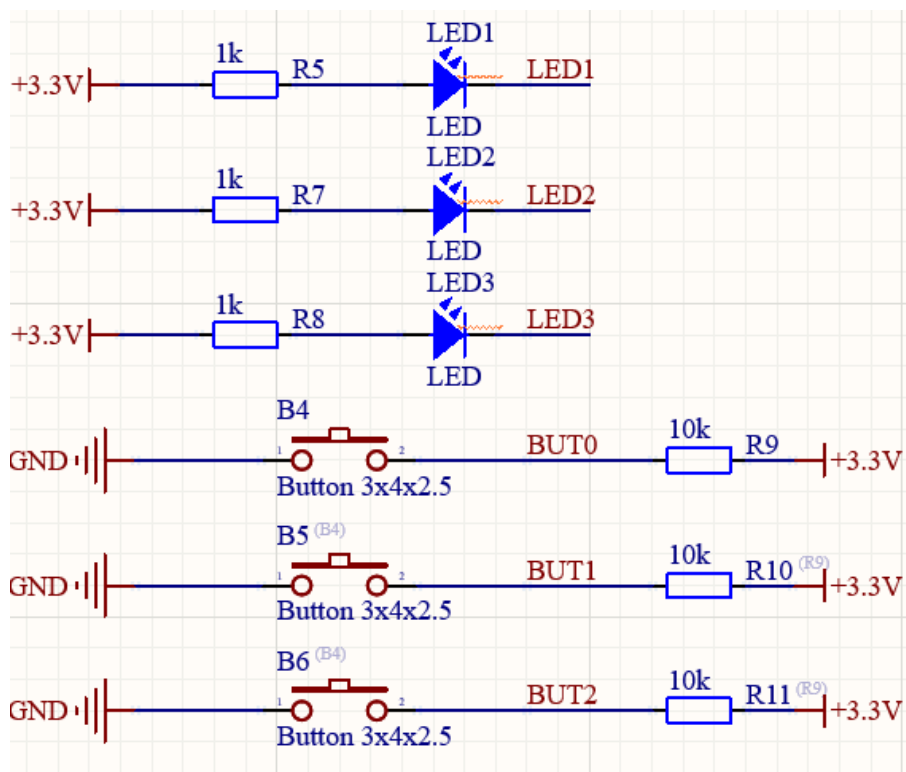 LED1
1k
+3.3V R5 LED1
LED
LED2
1k
+3.3V R7 LED2
LED
LED3
1k
+3.3V R8 LED3
LED
B4
10k
GND 1 2 BUT0 R9 +3.3V
Button 3x4x2.5
B5 (B4)
10k
GND 1 2 BUT1 R10 (R9) +3.3V
Button 3x4x2.5
B6 (B4)
10k
GND 1 2 BUT2 R11 (R9) +3.3V
Button 3x4x2.5